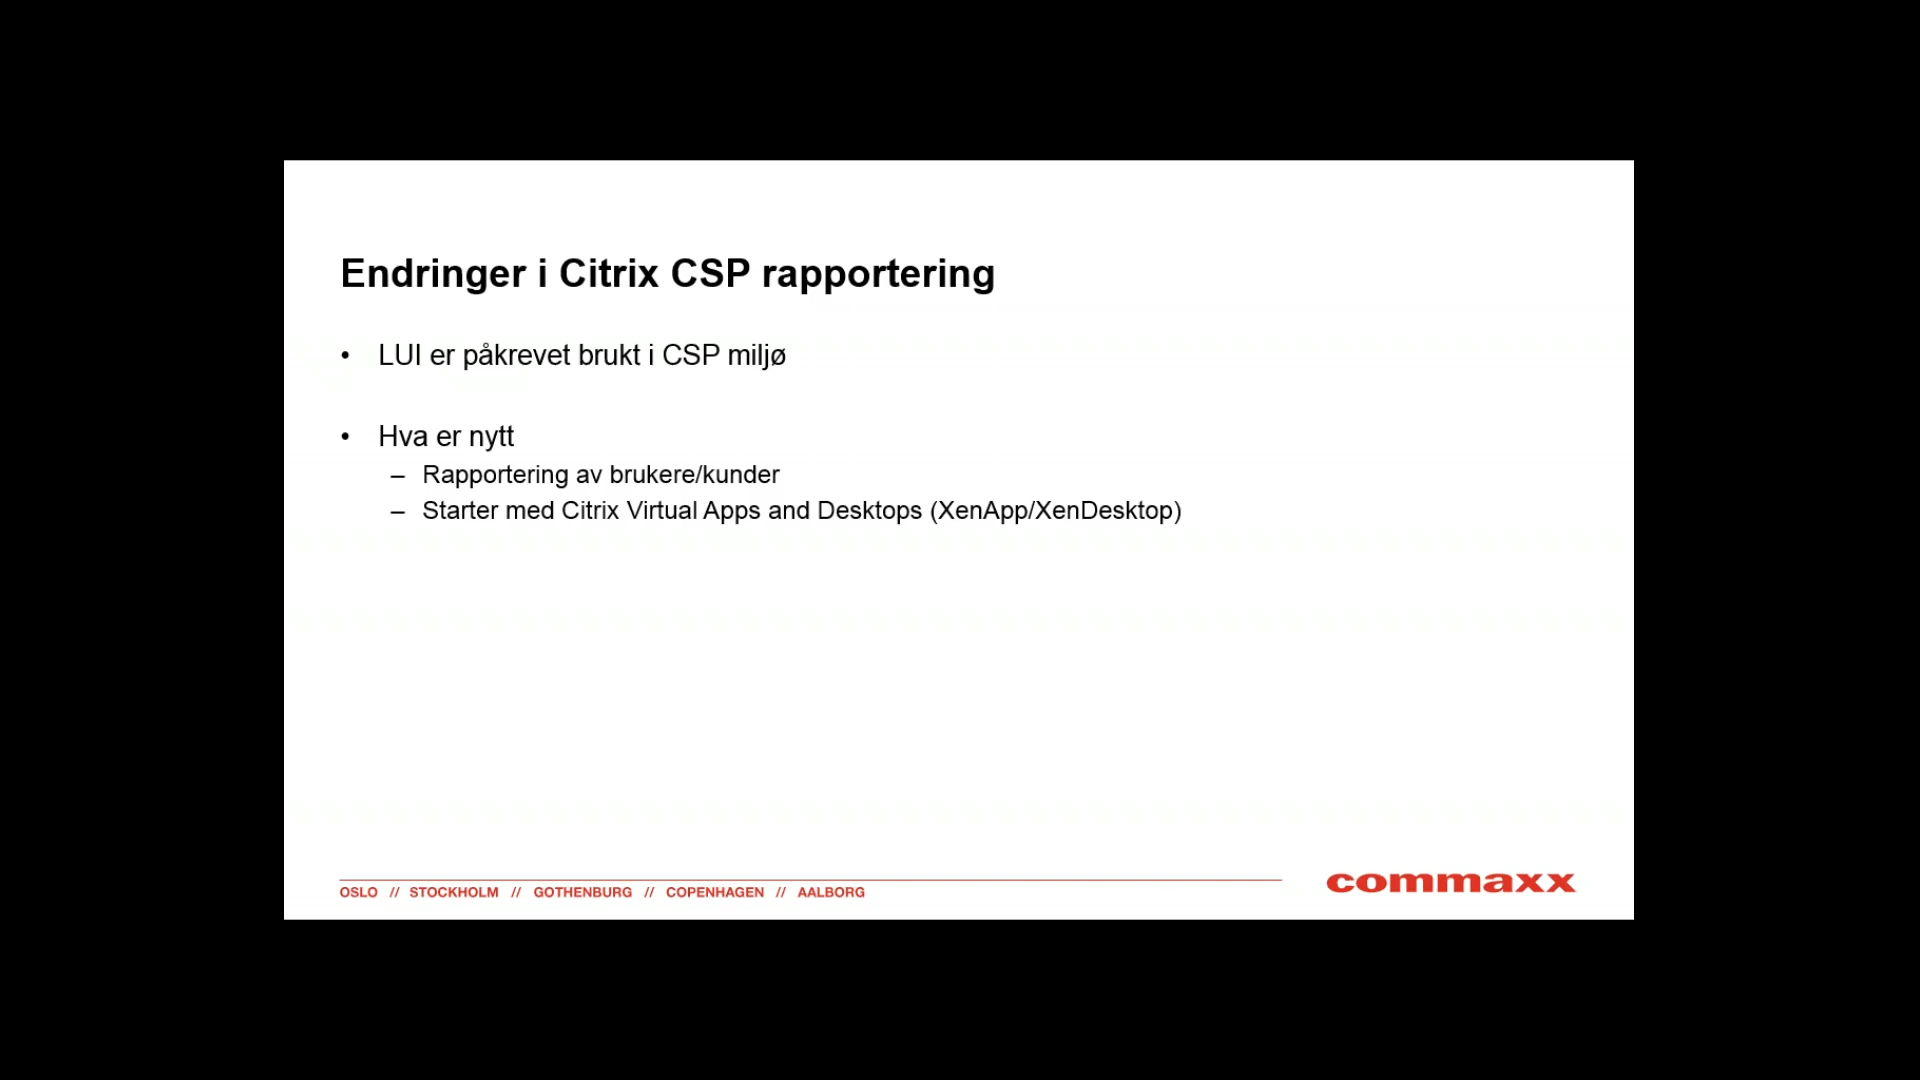 Endringer i Citrix CSP rapportering
• LUI er påkrevet brukt i CSP miljø
• Hva er nytt
– Rapportering av brukere/kunder
– Starter med Citrix Virtual Apps and Desktops (XenApp/XenDesktop)
OSLO // STOCKHOLM // GOTHENBURG // COPENHAGEN // AALBORG
commaxx